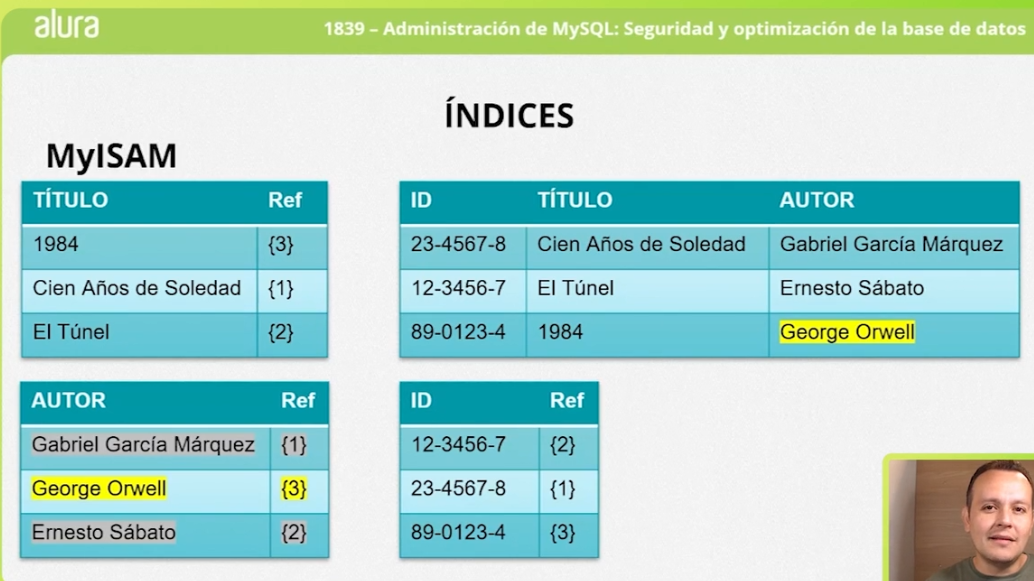 alura
1839 – Administración de MySQL: Seguridad y optimización de la base de datos
ÍNDICES
MyISAM
TÍTULO Ref
1984 {3}
Cien Años de Soledad {1}
El Túnel {2}
ID TÍTULO AUTOR
23-4567-8 Cien Años de Soledad Gabriel García Márquez
12-3456-7 El Túnel Ernesto Sábato
89-0123-4 1984 George Orwell
AUTOR Ref
Gabriel García Márquez {1}
George Orwell {3}
Ernesto Sábato {2}
ID Ref
12-3456-7 {2}
23-4567-8 {1}
89-0123-4 {3}